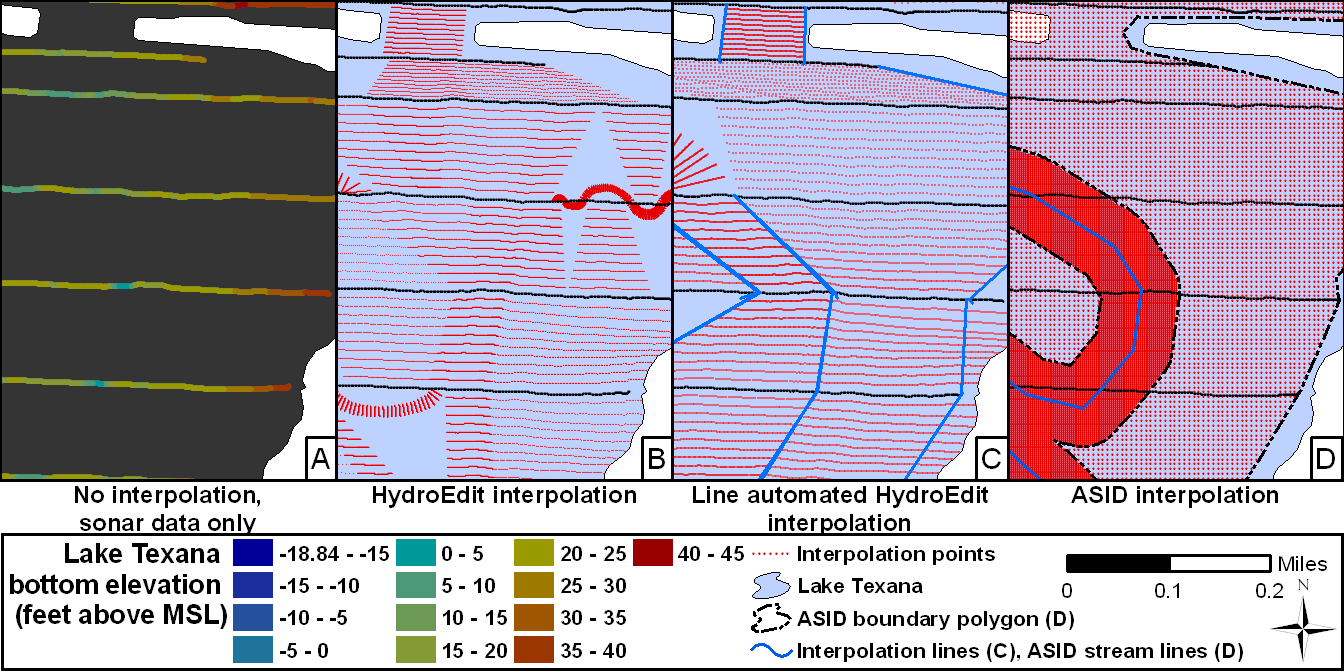 A
B
C
D
No interpolation,
sonar data only
HydroEdit interpolation
Line automated HydroEdit
interpolation
ASID interpolation
Lake Texana
bottom elevation
(feet above MSL)
-18.84 - -15
-15 - -10
-10 - -5
-5 - 0
0 - 5
5 - 10
10 - 15
15 - 20
20 - 25
25 - 30
30 - 35
35 - 40
40 - 45
Interpolation points
Lake Texana
ASID boundary polygon (D)
Interpolation lines (C), ASID stream lines (D)
Miles
0 0.1 0.2
N